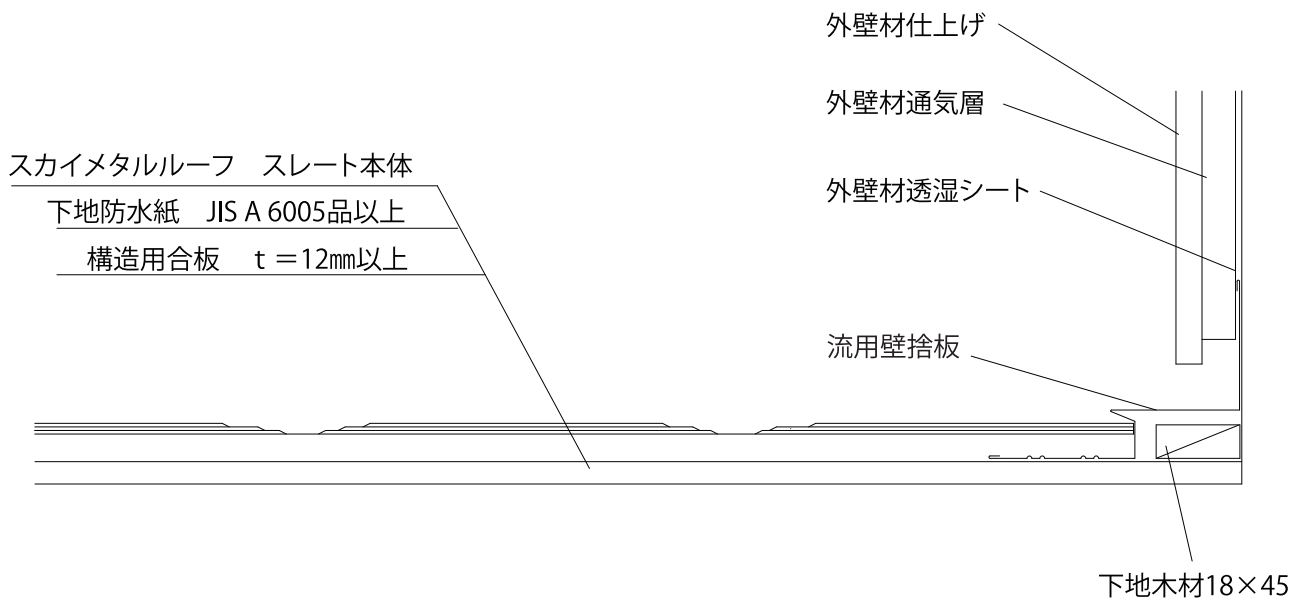 外壁材仕上げ
外壁材通気層
スカイメタルルーフ　スレート本体
外壁材透湿シート
下地防水紙　JIS A 6005品以上
構造用合板　t＝12㎜以上
流用壁捨板
下地木材18×45